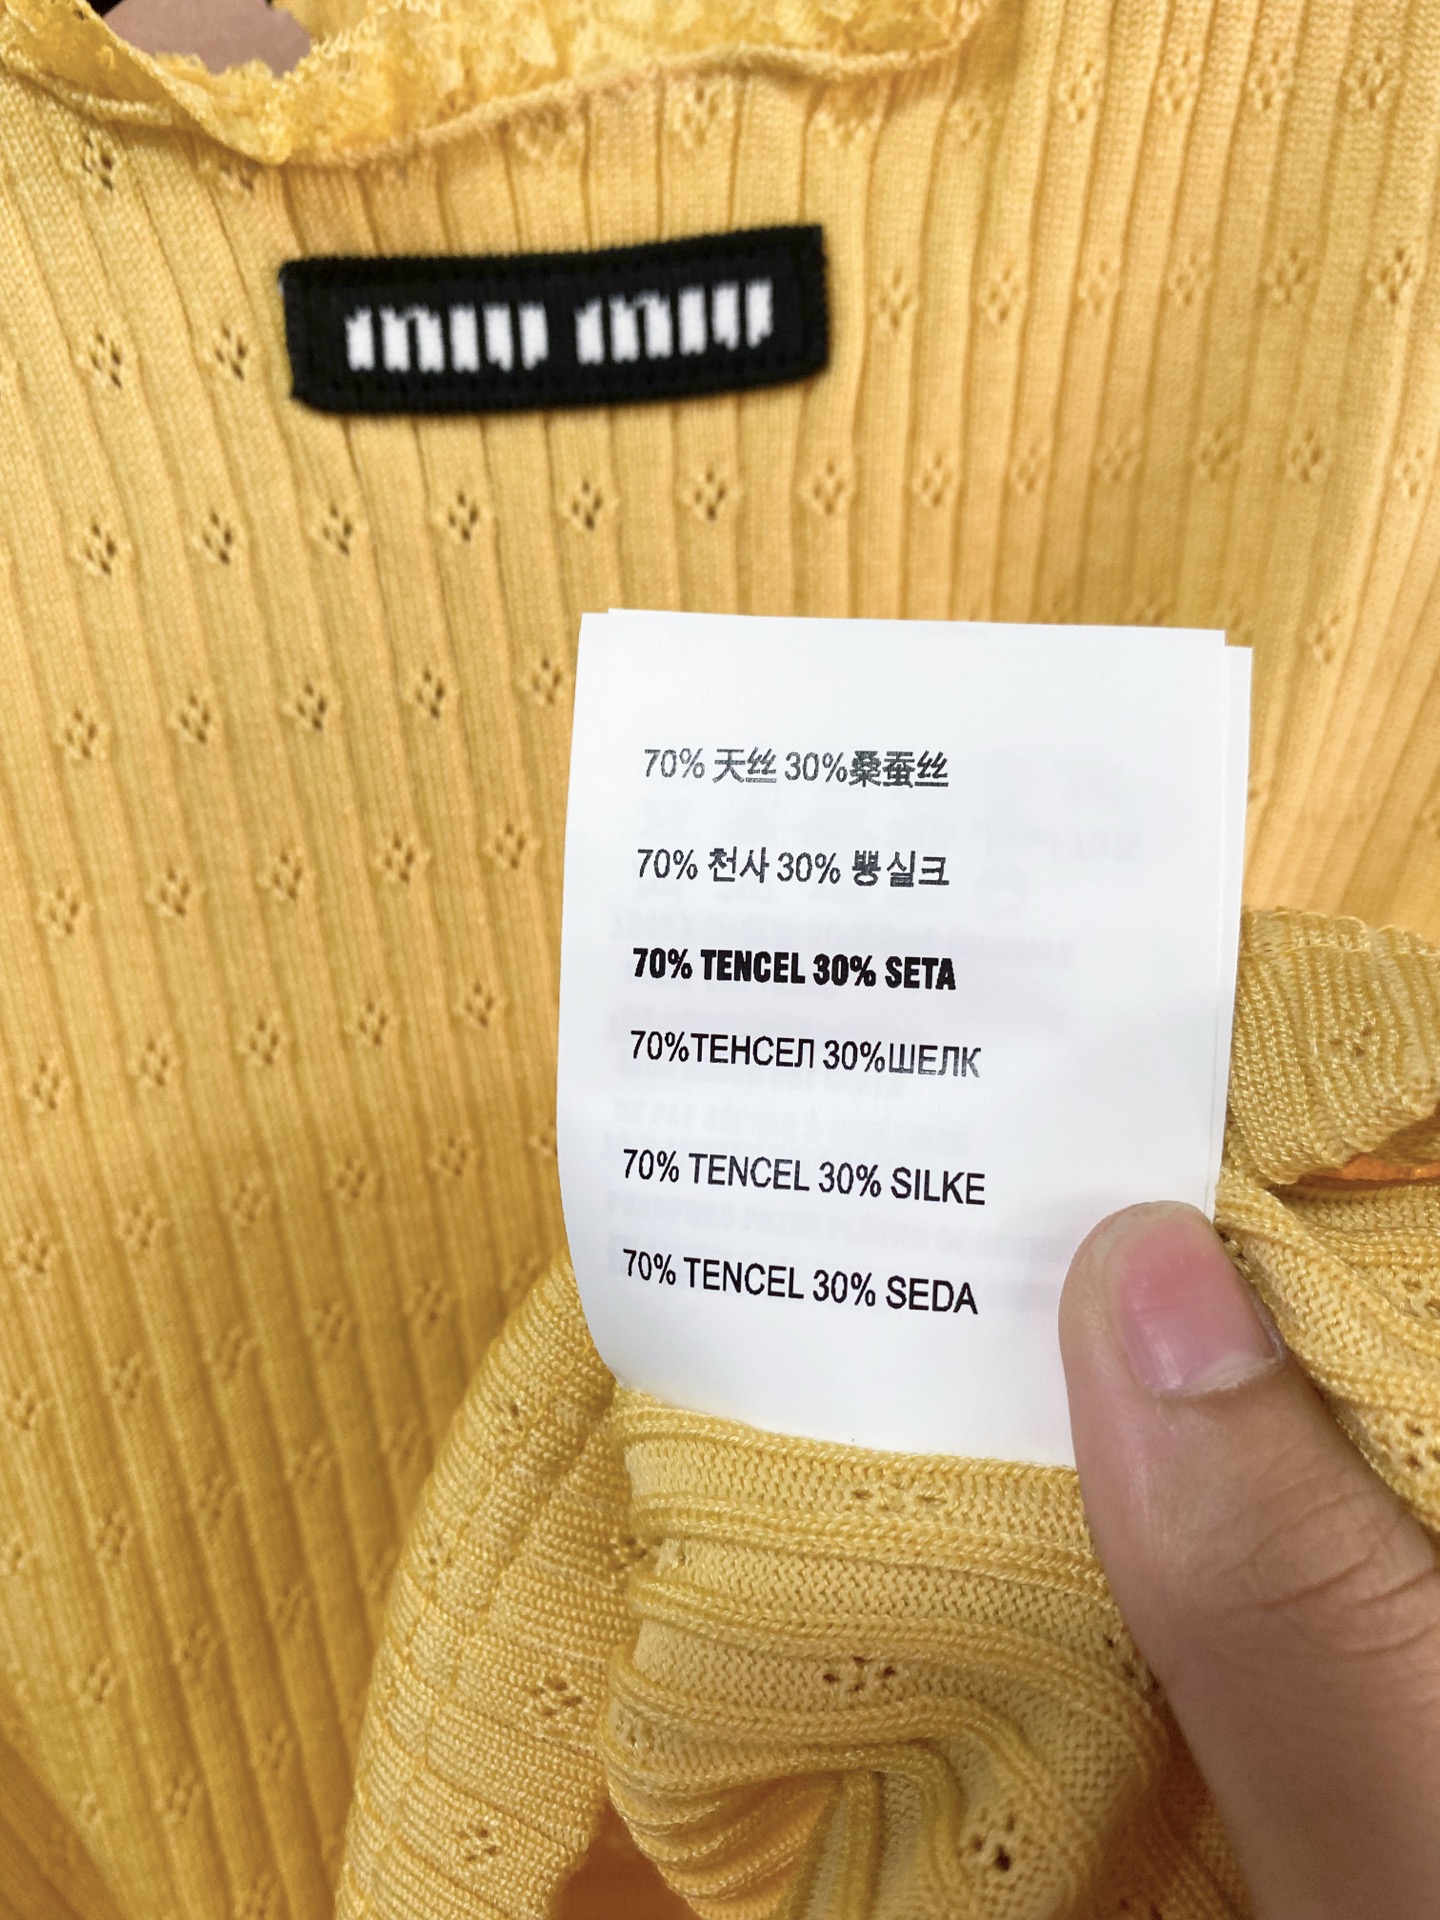 miu miu
70% 天丝 30%桑蚕丝
70% 천사 30% 뽕실크
70% TENCEL 30% SETA
70%ТЕНСЕЛ 30%ШЕЛК
70% TENCEL 30% SILKE
70% TENCEL 30% SEDA